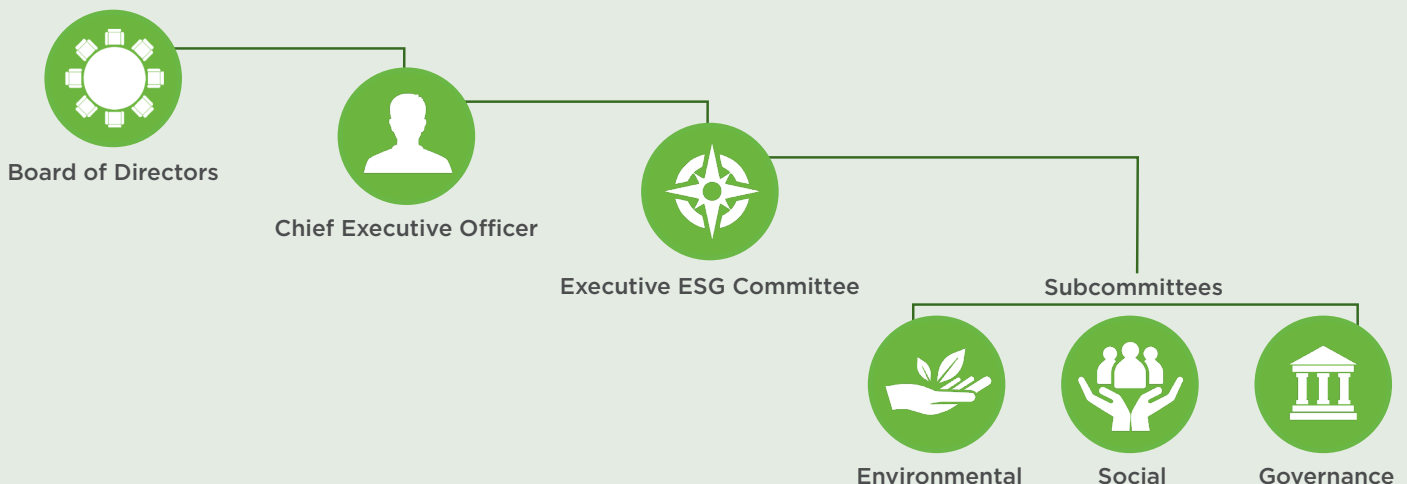 Board of Directors
Chief Executive Officer
Executive ESG Committee
Subcommittees
Environmental
Social
Governance